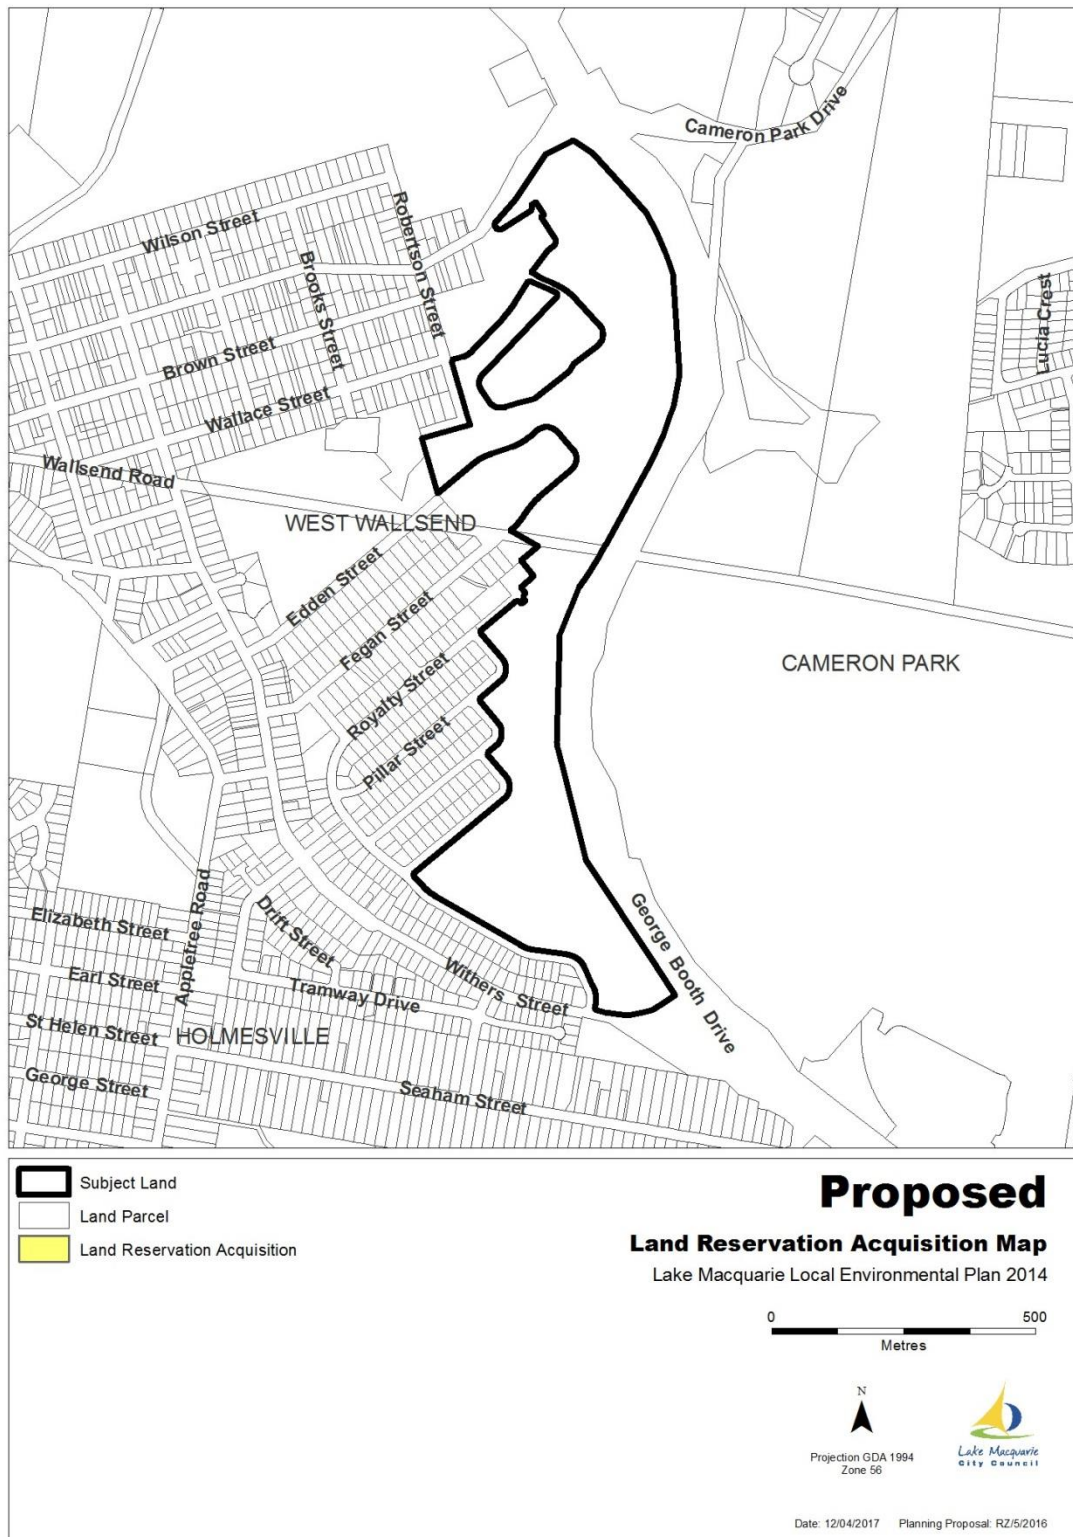 Cameron Park Drive
Wilson Street
Robertson Street
Brooks Street
Lucia Crest
Brown Street
Wallace Street
Wallsend Road
WEST WALLSEND
Edden Street
Fegan Street
CAMERON PARK
Royalty Street
Pillar Street
Appletree Road
Drift Street
George Booth Drive
Elizabeth Street
Withers Street
Earl Street
Tramway Drive
St Helen Street
HOLMESVILLE
George Street
Seaham Street
Subject Land
Land Parcel
Land Reservation Acquisition
Proposed
Land Reservation Acquisition Map
Lake Macquarie Local Environmental Plan 2014
0 500
Metres
N
Projection GDA 1994
Zone 56
Lake Macquarie
City Council
Date: 12/04/2017 Planning Proposal: RZ/5/2016